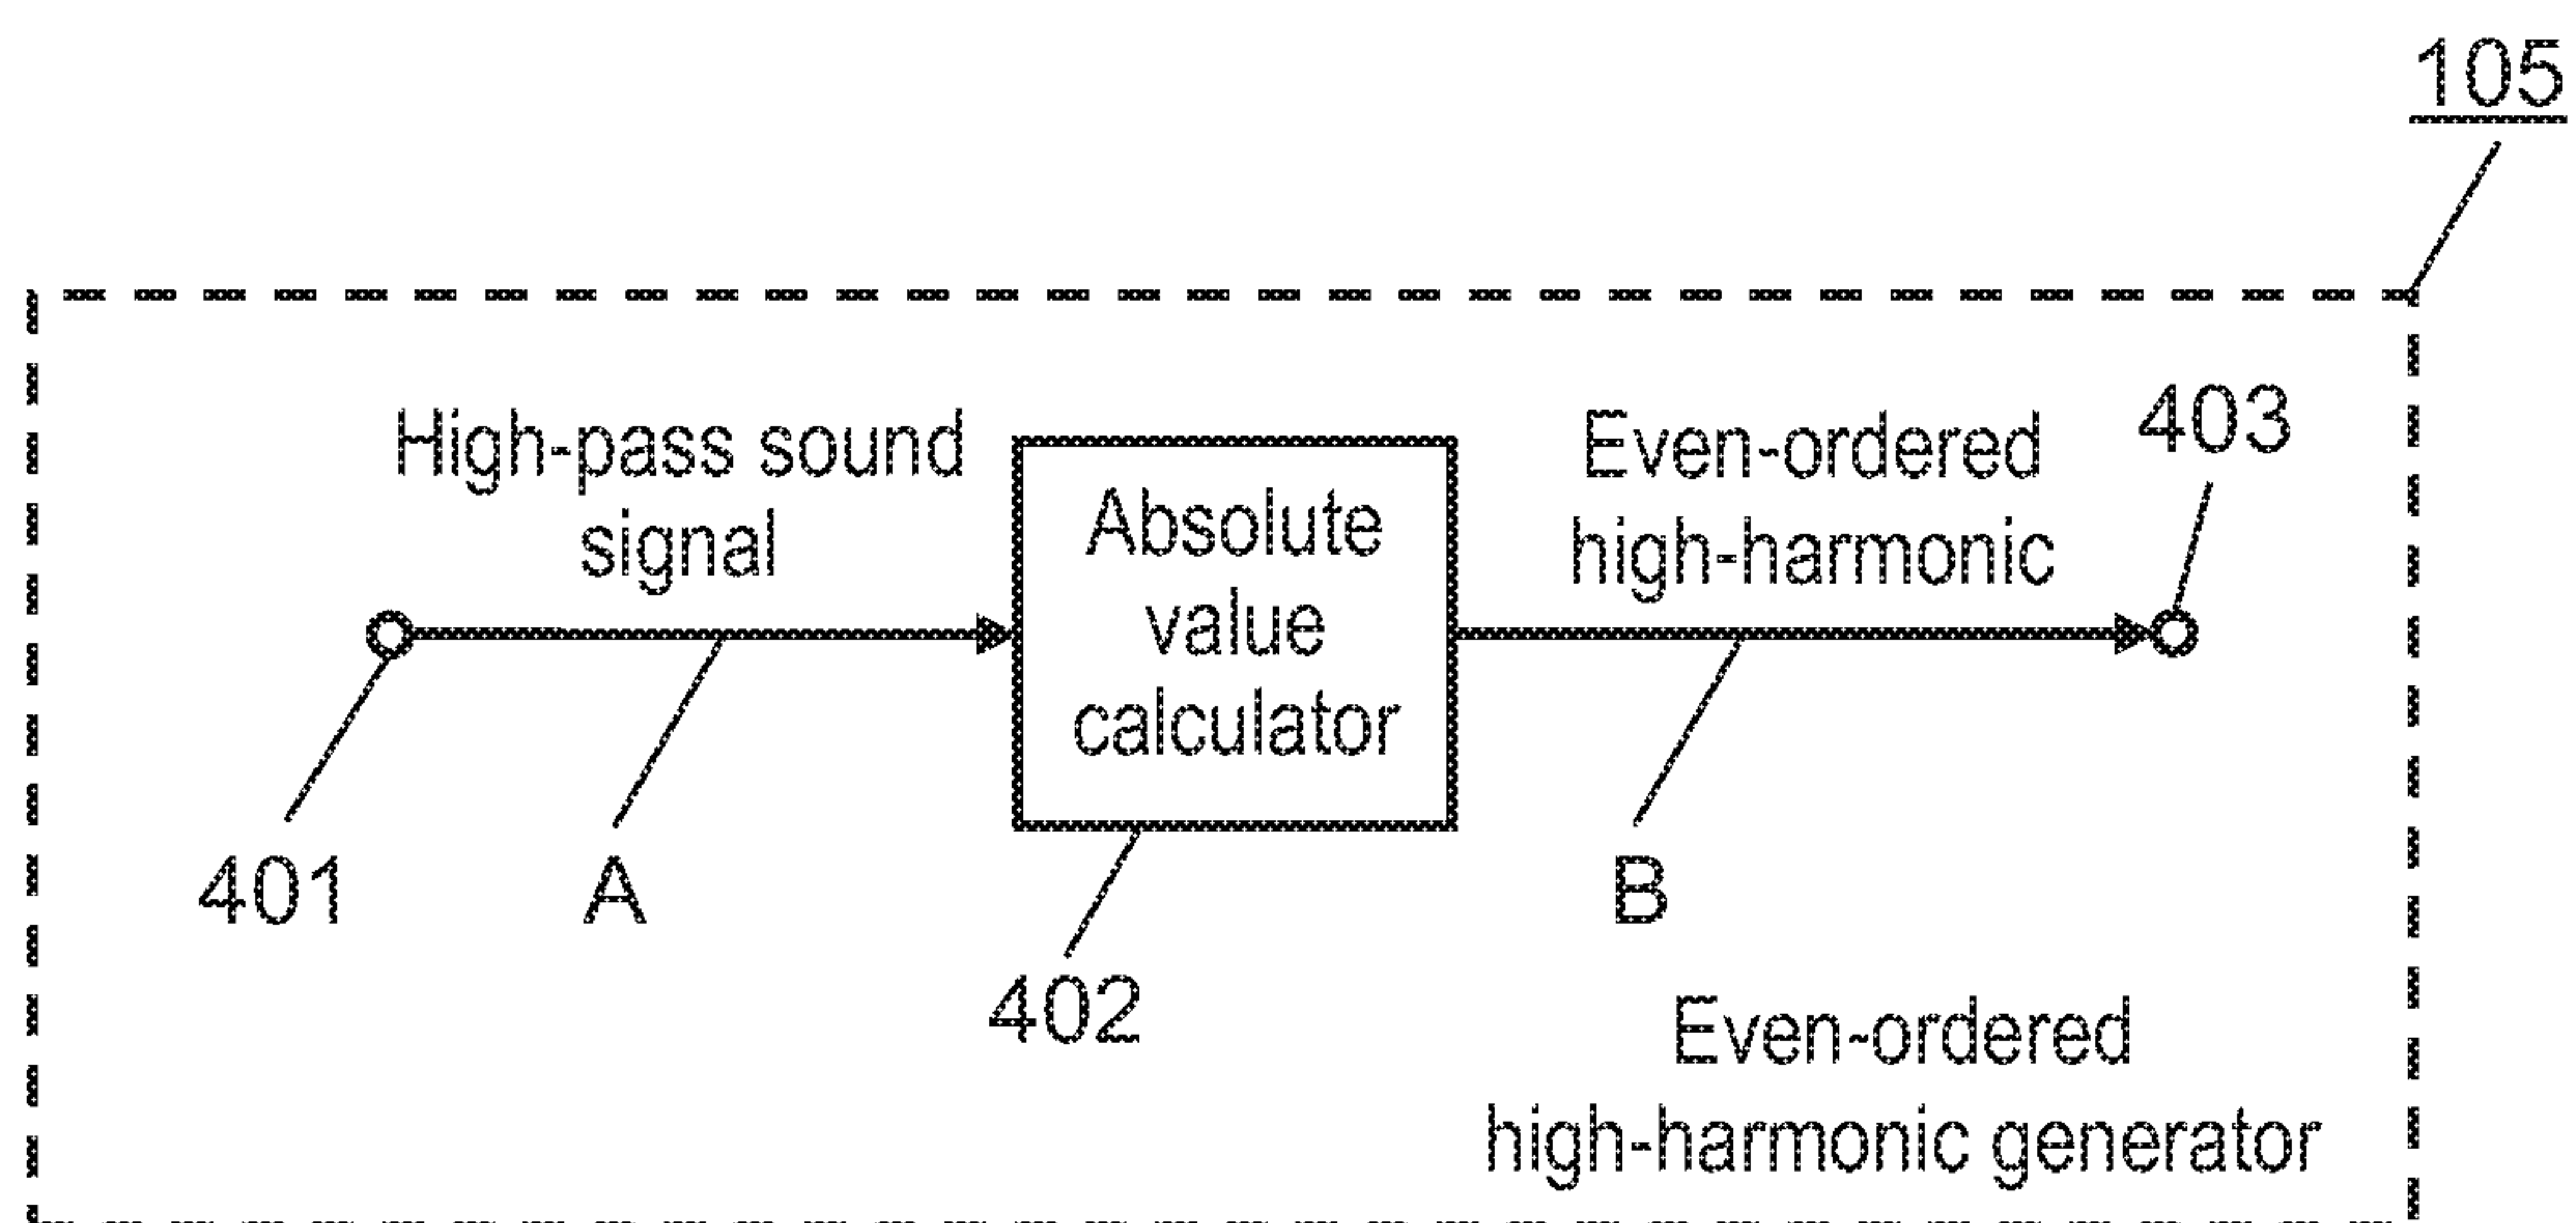 105
High-pass sound
signal
Absolute
value
calculator
Even-ordered
high-harmonic
403
401
A
402
B
Even-ordered
high-harmonic generator